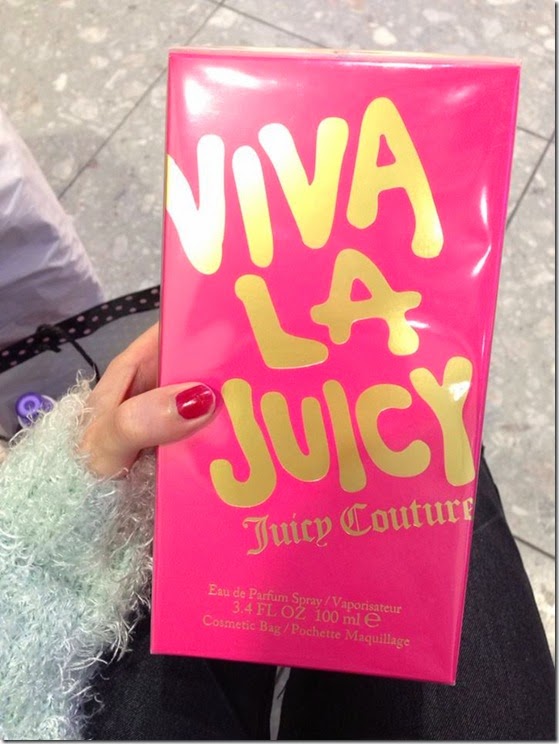 VIVA
LA
JUICY
Juicy Couture
Eau de Parfum Spray / Vaporisateur
3.4 FL OZ 100 ml ℮
Cosmetic Bag / Pochette Maquillage